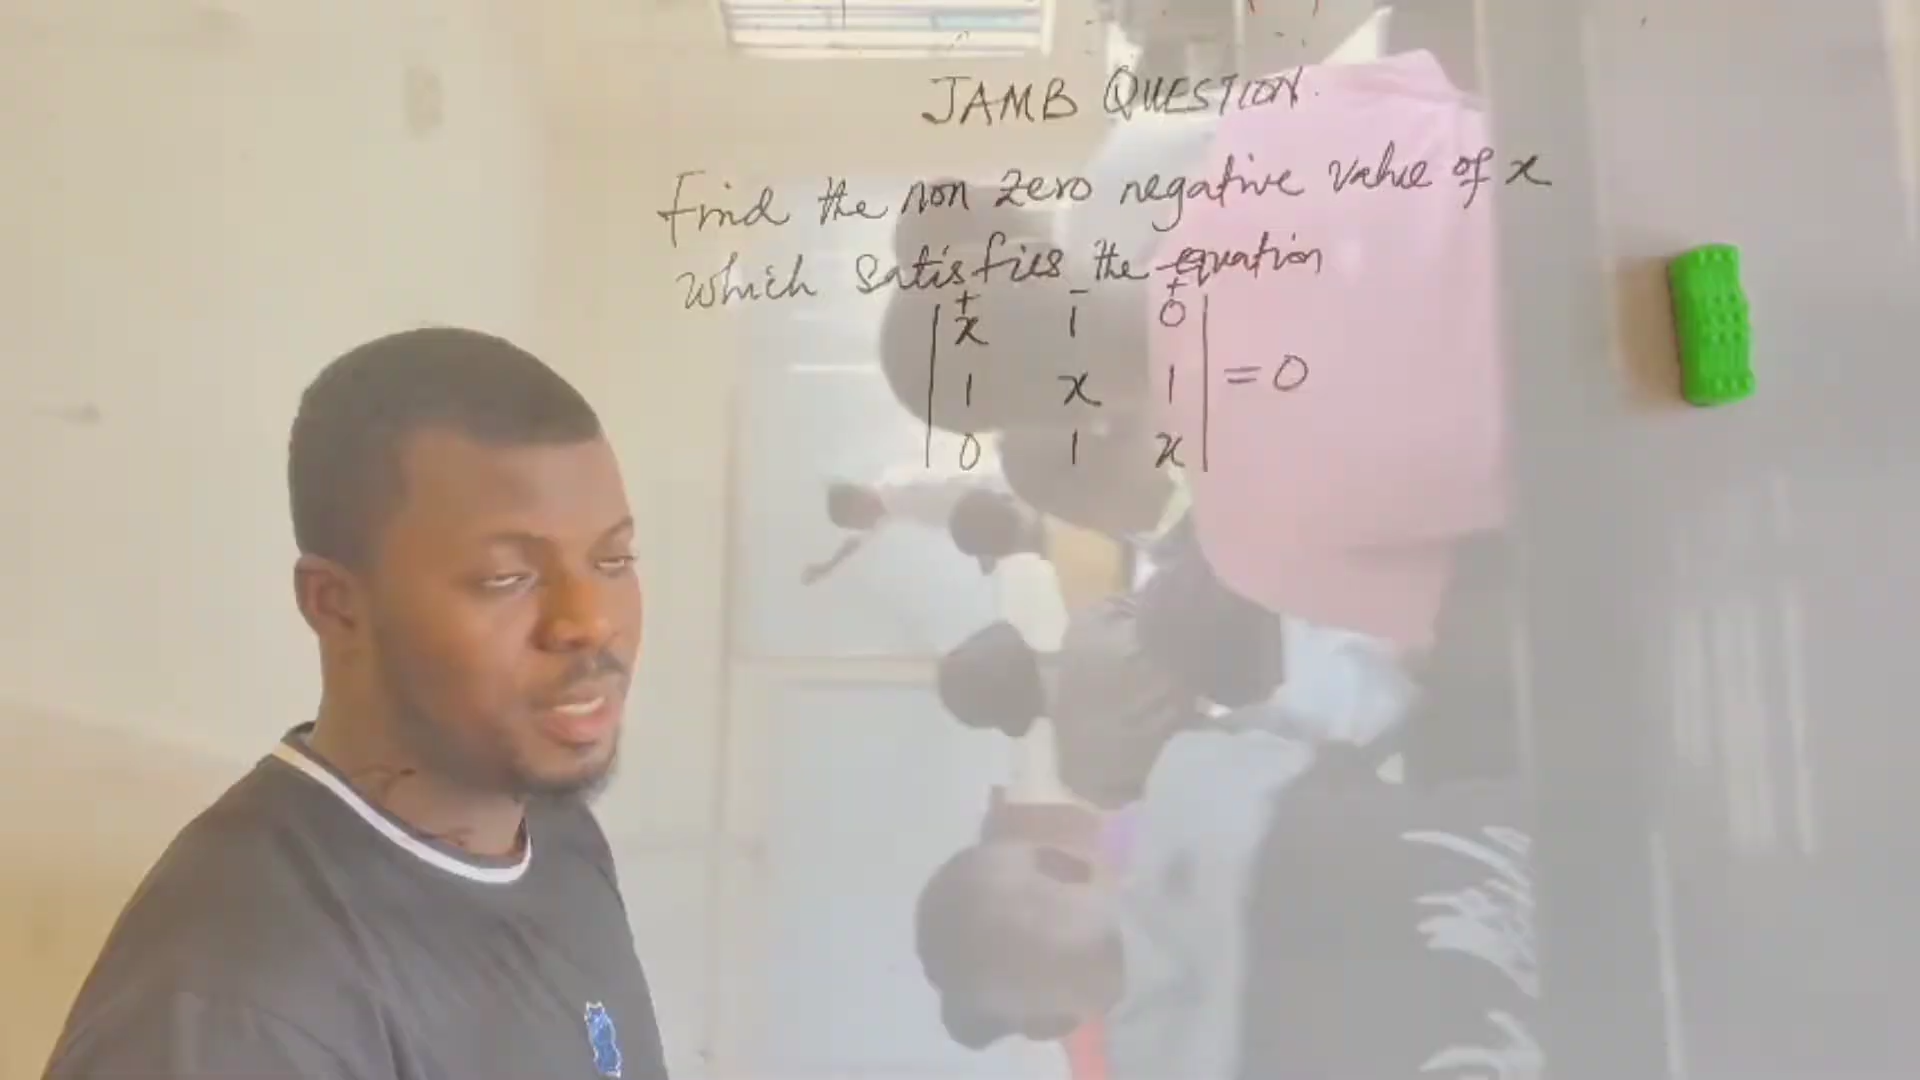 JAMB QUESTION.
Find the non zero negative value of x
which satisfies the equation
+ - +
x 1 0
1 x 1 = 0
0 1 x